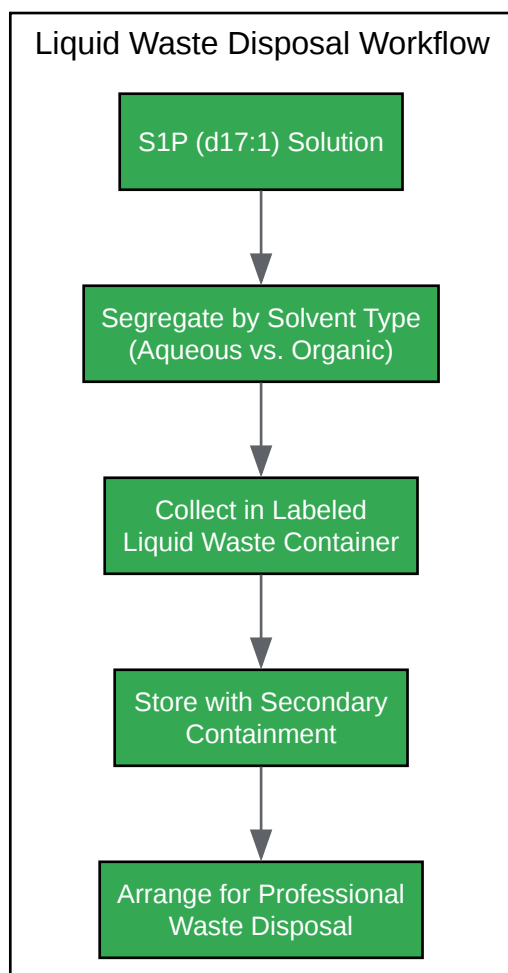 Liquid Waste Disposal Workflow
S1P (d17:1) Solution
Segregate by Solvent Type
(Aqueous vs. Organic)
Collect in Labeled
Liquid Waste Container
Store with Secondary
Containment
Arrange for Professional
Waste Disposal